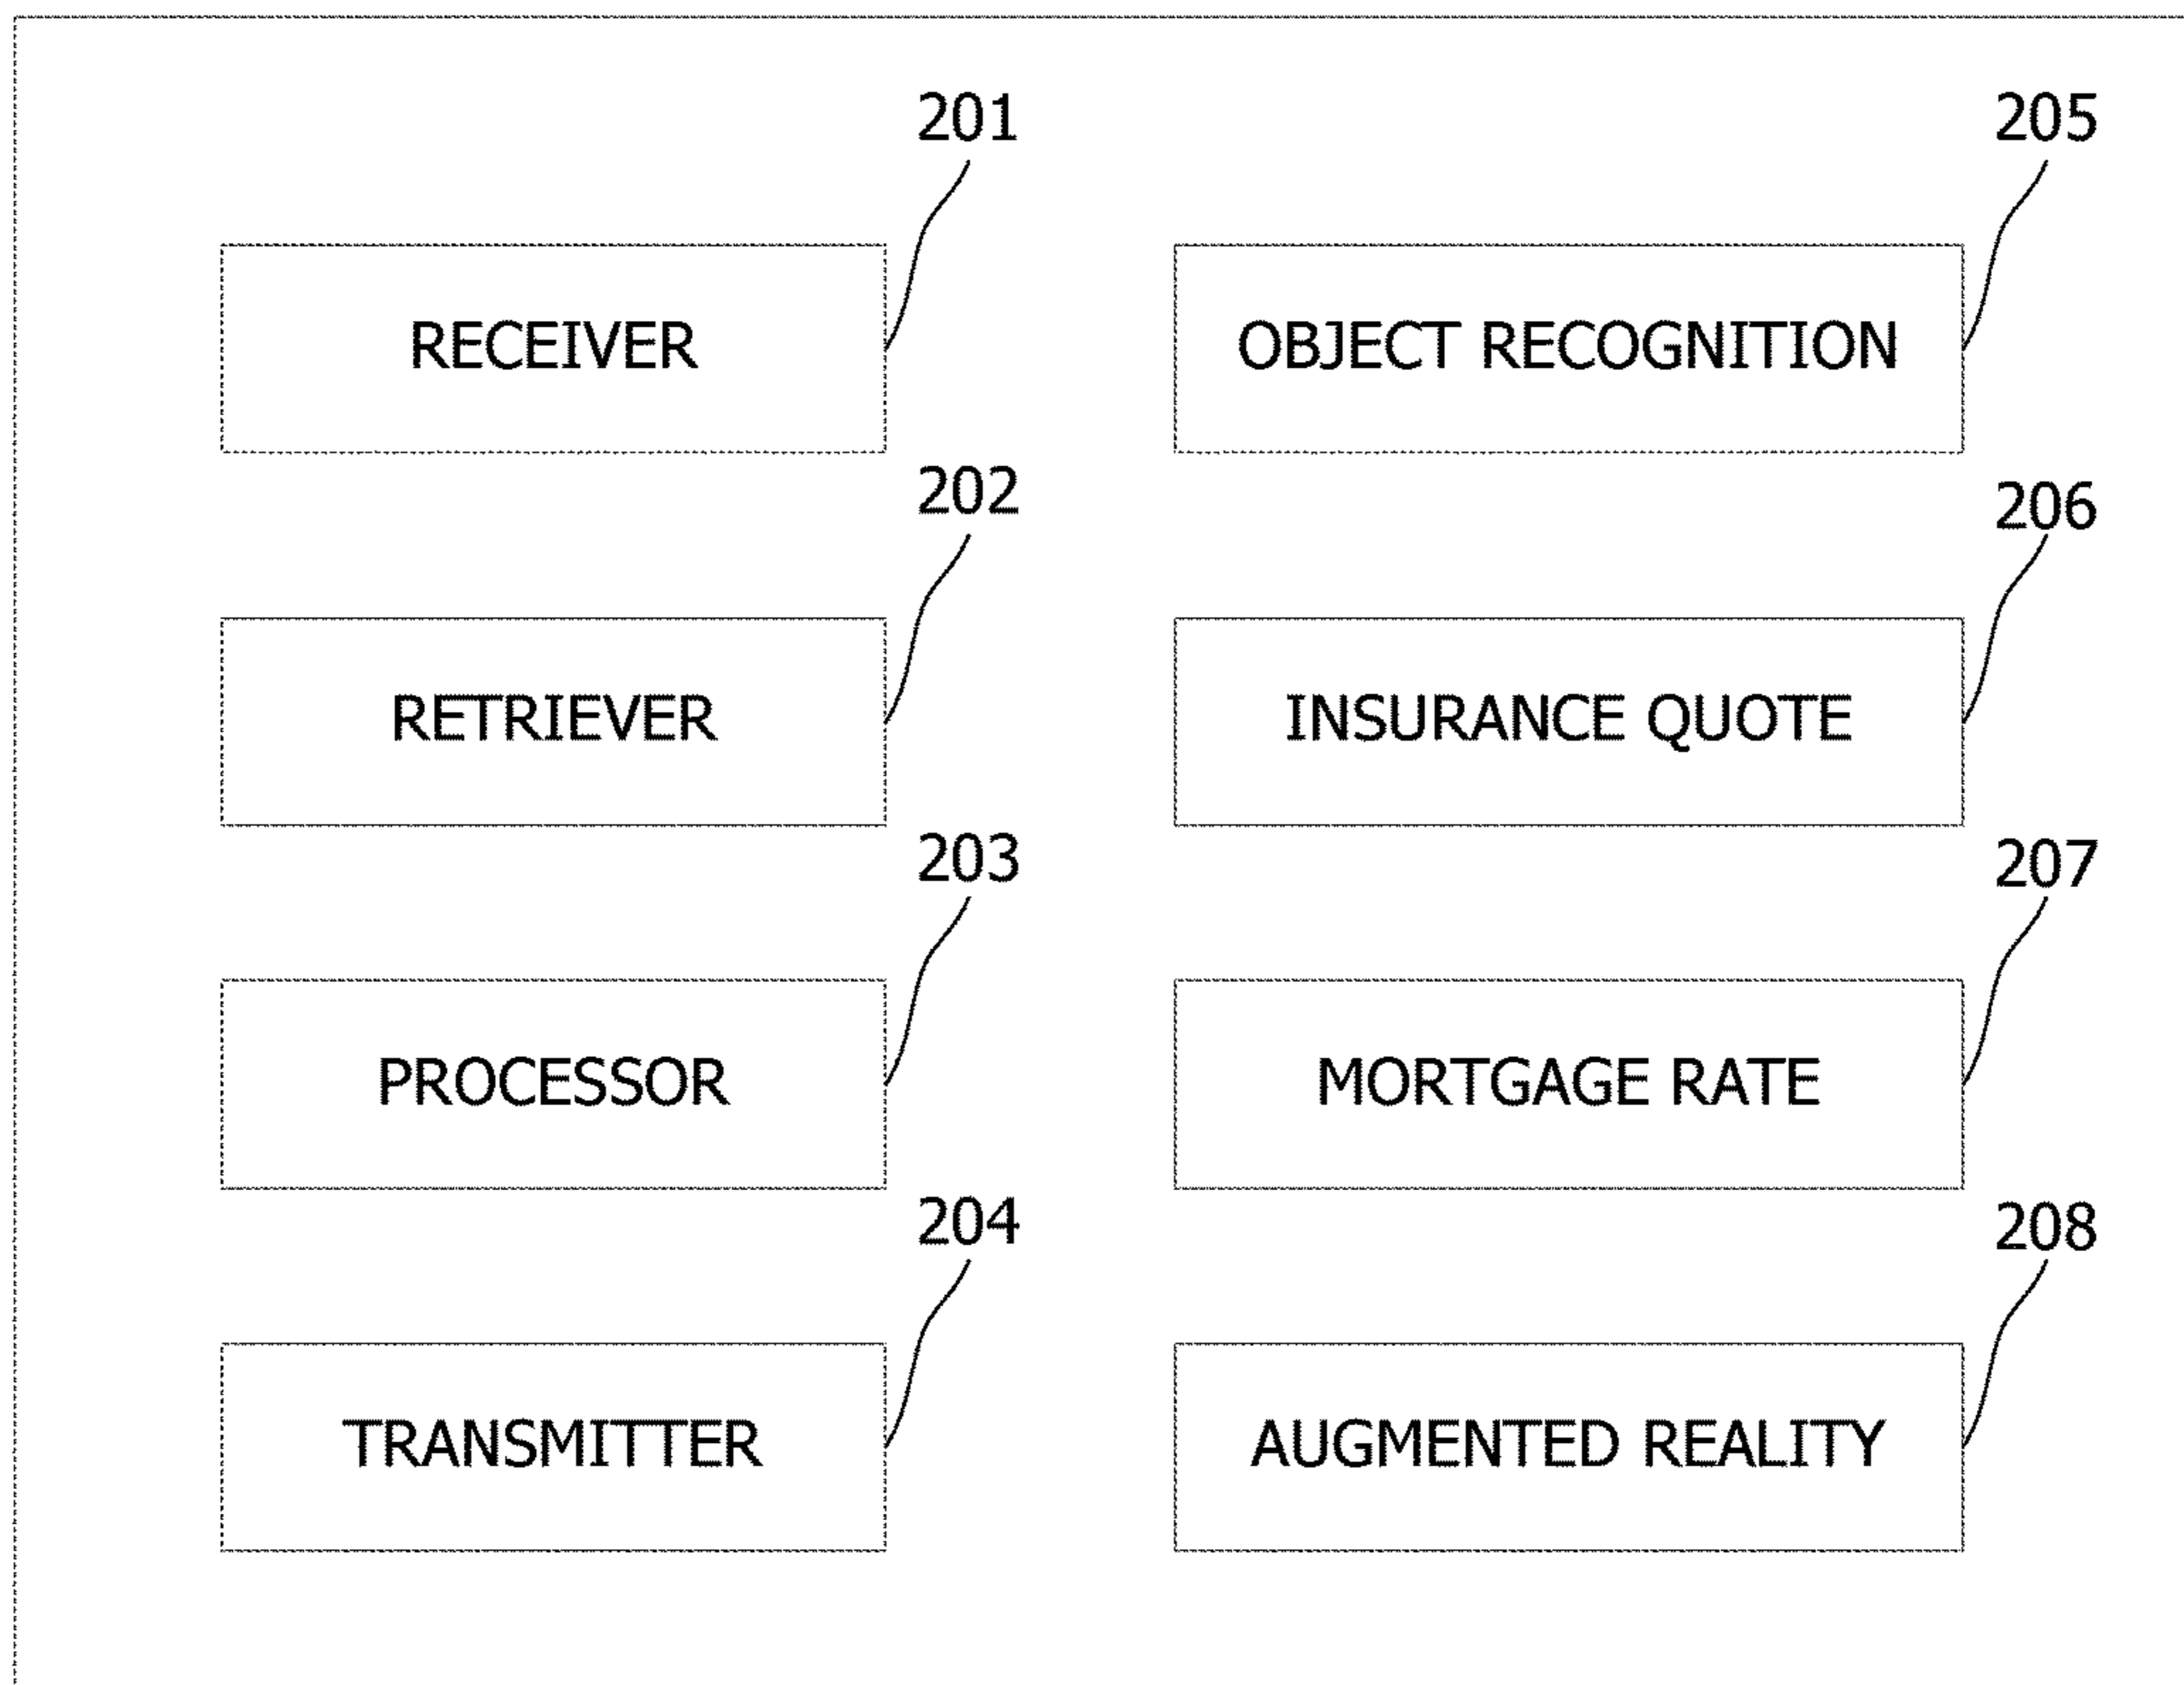 201
RECEIVER
202
RETRIEVER
203
PROCESSOR
204
TRANSMITTER
205
OBJECT RECOGNITION
206
INSURANCE QUOTE
207
MORTGAGE RATE
208
AUGMENTED REALITY